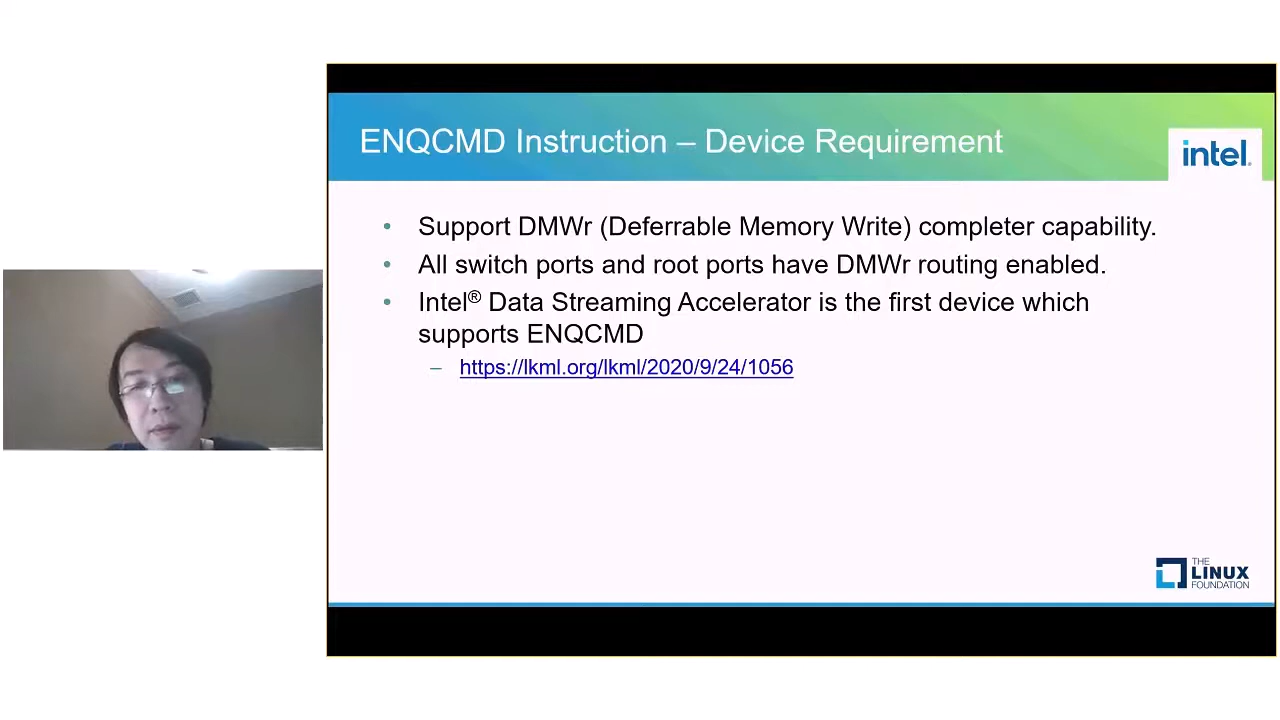 ENQCMD Instruction – Device Requirement
intel.
• Support DMWr (Deferrable Memory Write) completer capability.
• All switch ports and root ports have DMWr routing enabled.
• Intel® Data Streaming Accelerator is the first device which
supports ENQCMD
– https://lkml.org/lkml/2020/9/24/1056
THE
LINUX
FOUNDATION